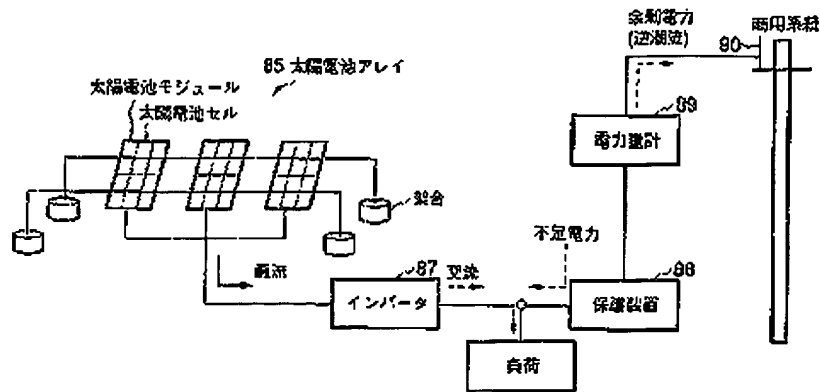 余剰電力
(逆潮流)
商用系統
90
85 太陽電池アレイ
太陽電池モジュール
太陽電池セル
89
電力量計
架台
不足電力
直流
87
交流
88
インバータ
保護装置
負荷